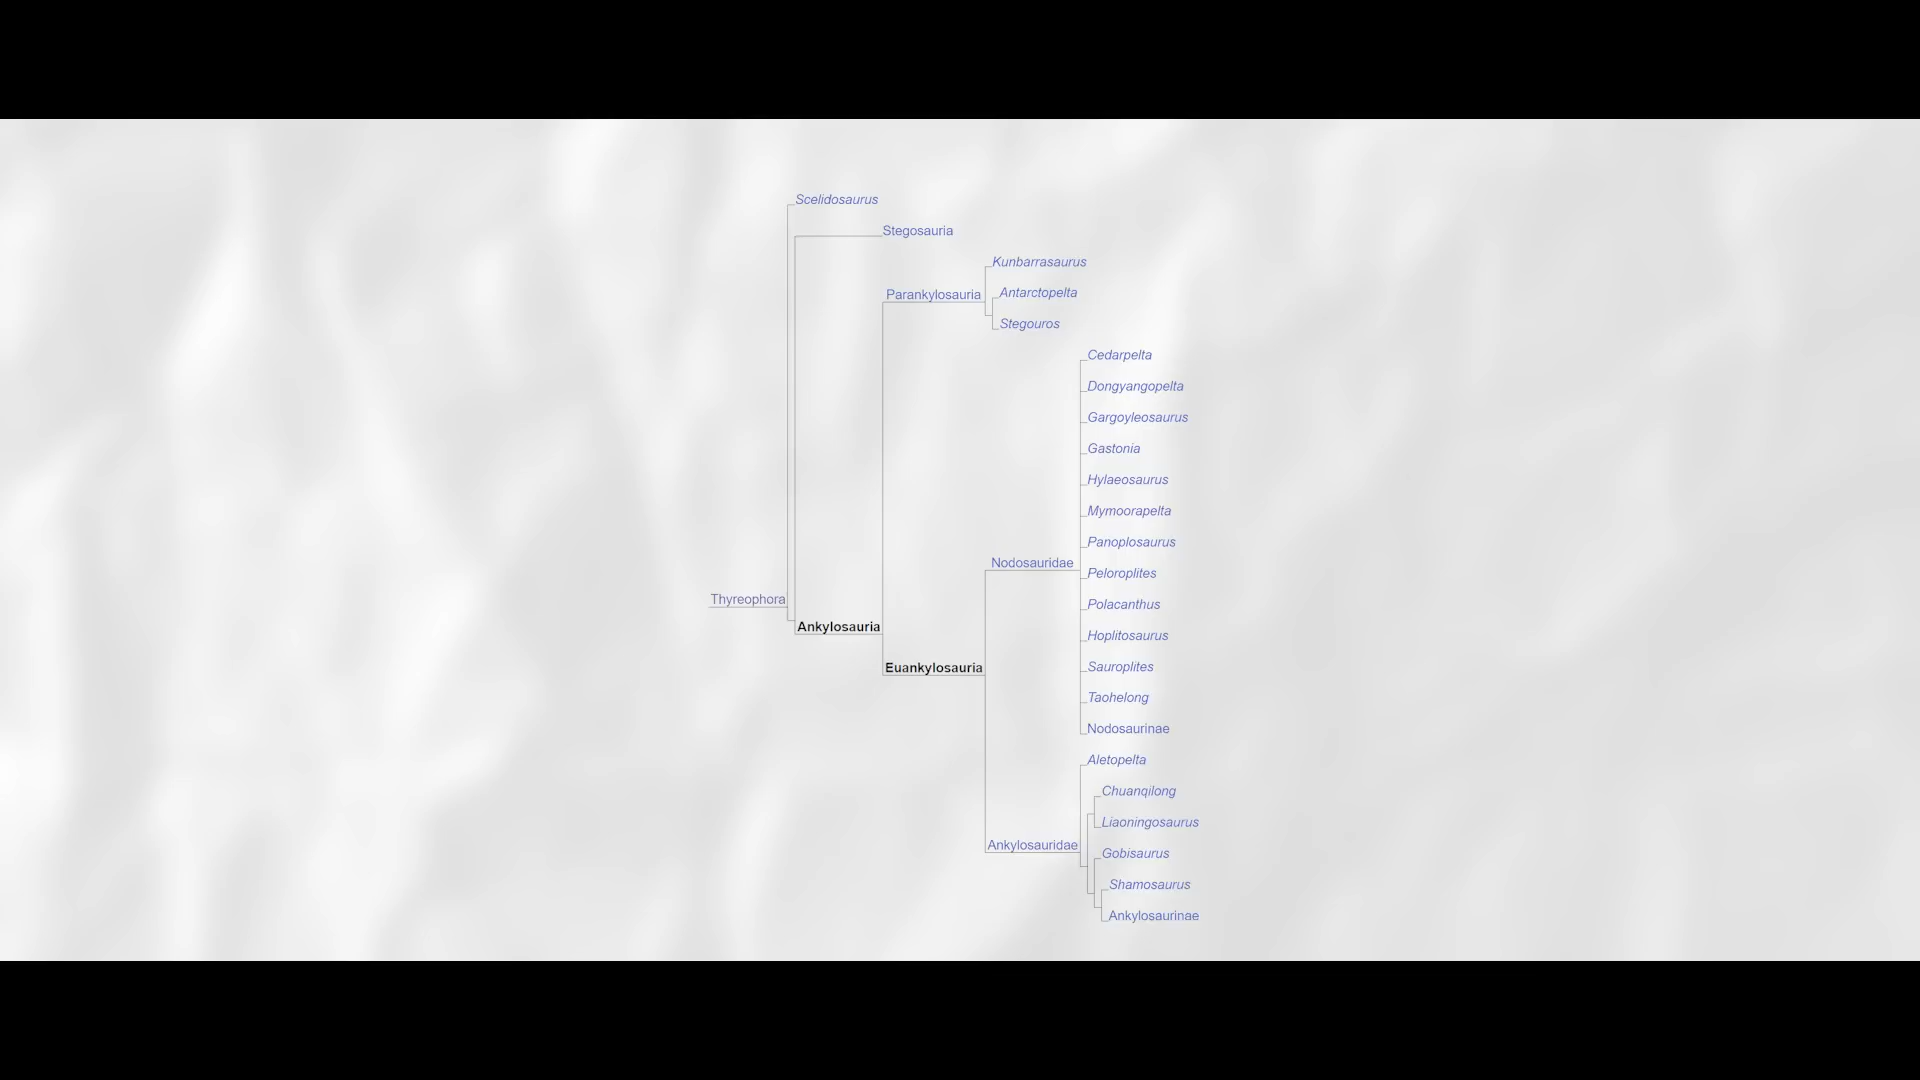 Scelidosaurus
Stegosauria
Kunbarrasaurus
Parankylosauria
Antarctopelta
Stegouros
Cedarpelta
Dongyangopelta
Gargoyleosaurus
Gastonia
Hylaeosaurus
Mymoorapelta
Panoplosaurus
Nodosauridae
Peloroplites
Thyreophora
Polacanthus
Ankylosauria
Hoplitosaurus
Euankylosauria
Sauroplites
Taohelong
Nodosaurinae
Aletopelta
Chuanqilong
Liaoningosaurus
Ankylosauridae
Gobisaurus
Shamosaurus
Ankylosaurinae